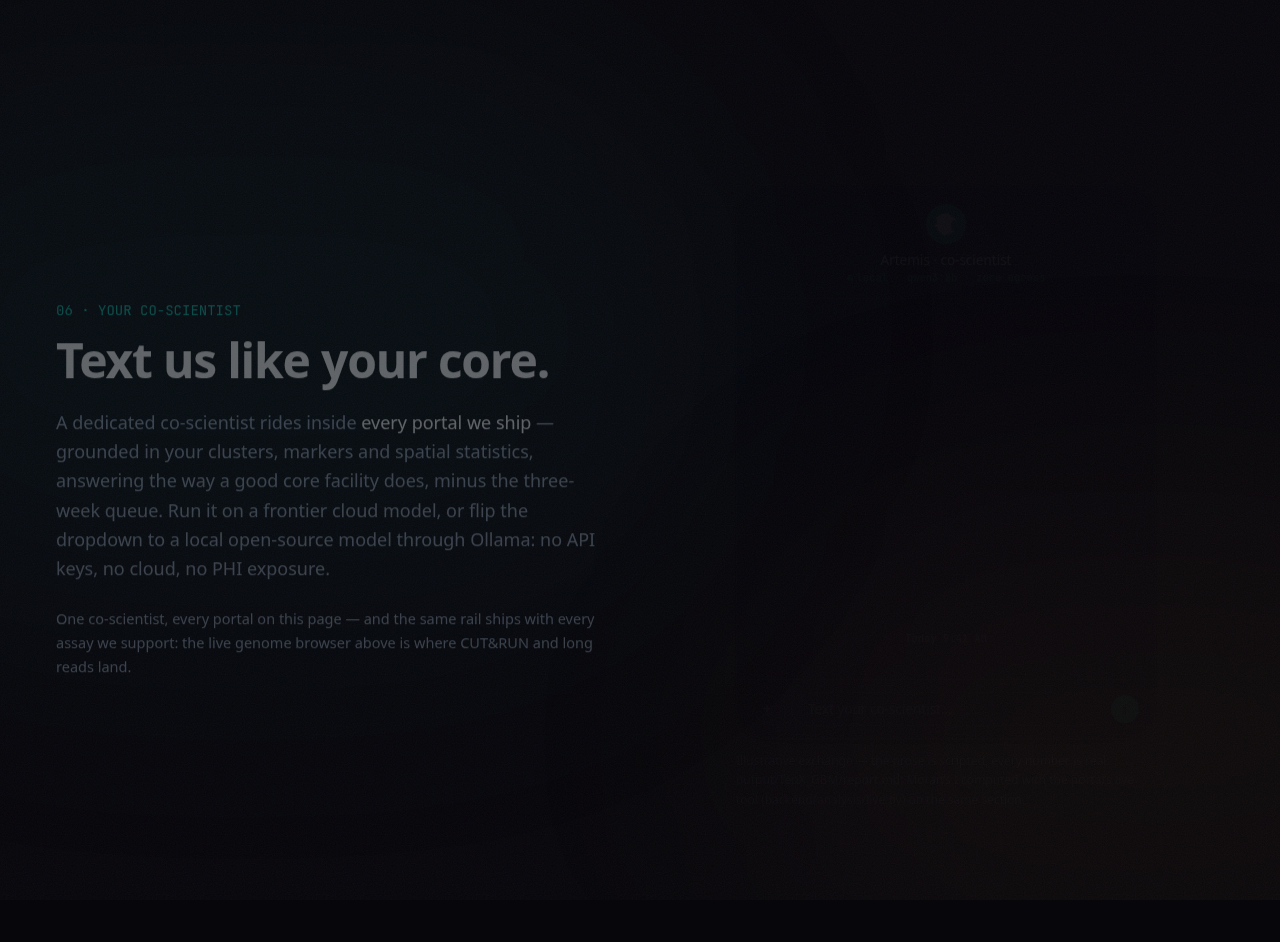 06 · YOUR CO-SCIENTIST
Text us like your core.
A dedicated co-scientist rides inside every portal we ship —
grounded in your clusters, markers and spatial statistics,
answering the way a good core facility does, minus the three-
week queue. Run it on a frontier cloud model, or flip the
dropdown to a local open-source model through Ollama: no API
keys, no cloud, no PHI exposure.
One co-scientist, every portal on this page — and the same rail ships with every
assay we support: the live genome browser above is where CUT&RUN and long
reads land.
Artemis · co-scientist